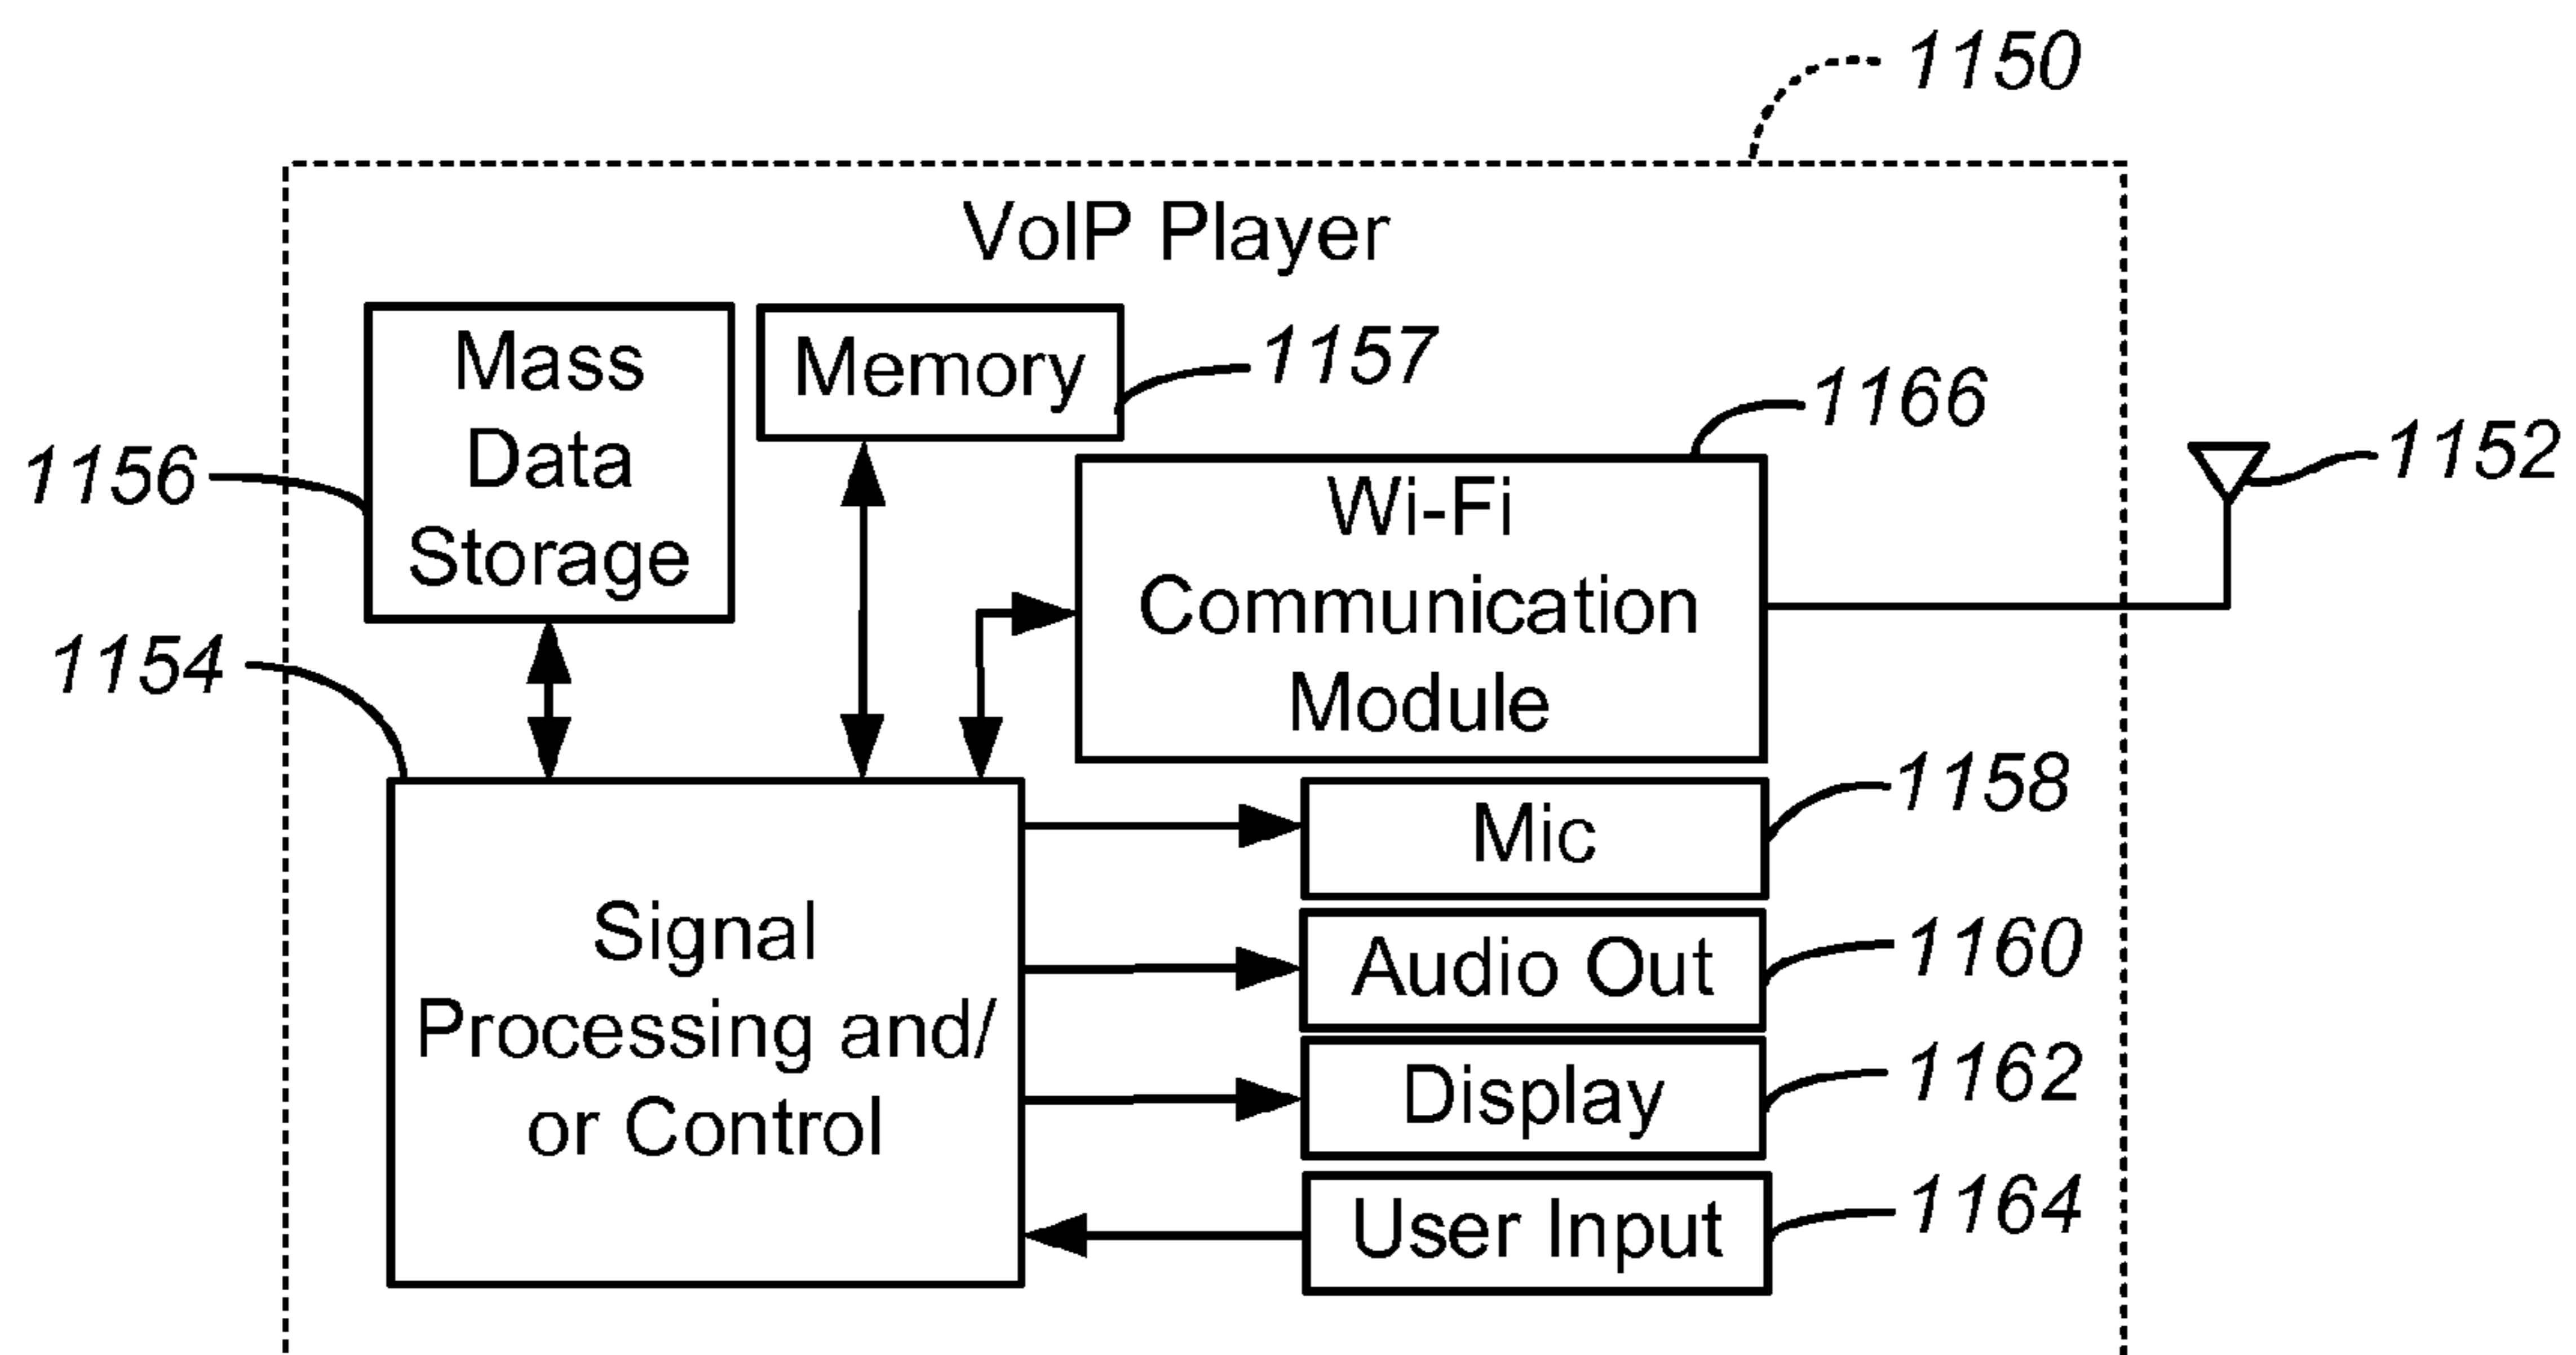 1150
VoIP Player
Mass
Data
Storage
Memory
1157
1166
1156
Wi-Fi
Communication
Module
1152
1154
1158
Mic
Signal
Processing and/
or Control
Audio Out
1160
Display
1162
User Input
1164